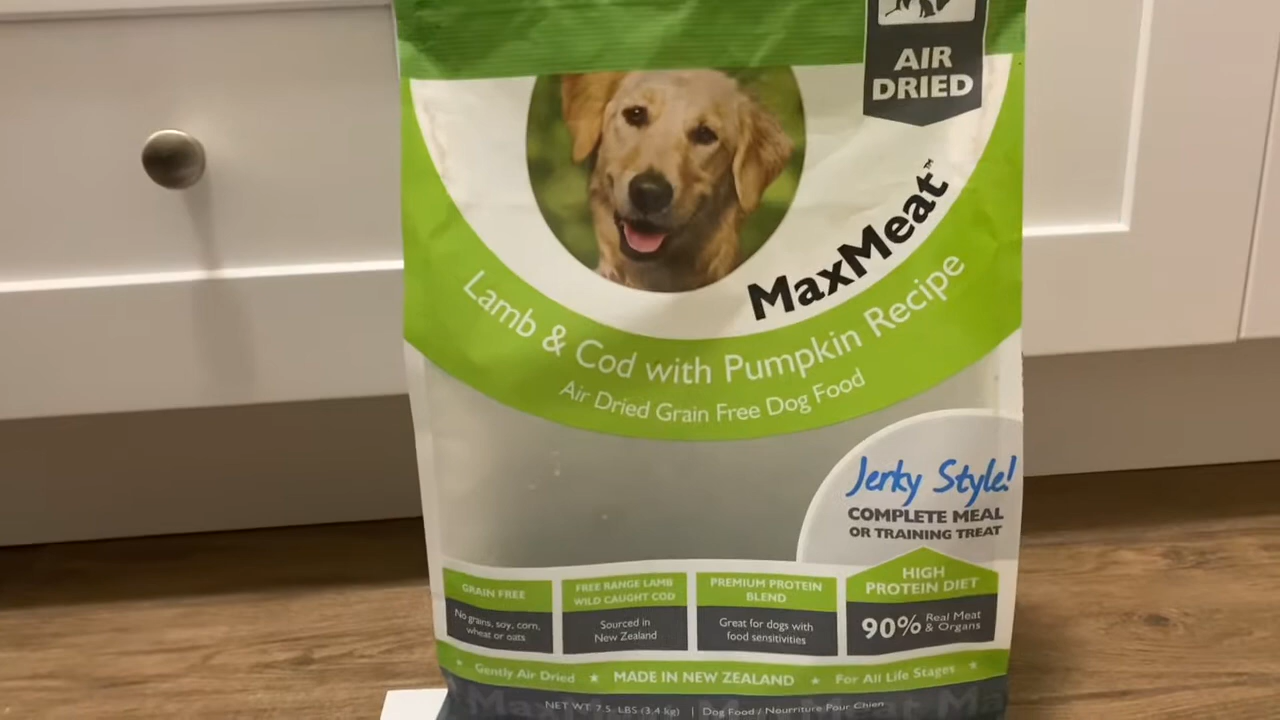 AIR
DRIED
MaxMeat™
Lamb & Cod with Pumpkin Recipe
Air Dried Grain Free Dog Food
Jerky Style!
COMPLETE MEAL
OR TRAINING TREAT
GRAIN FREE
No grains, soy, corn,
wheat or oats
FREE RANGE LAMB
WILD CAUGHT COD
Sourced in
New Zealand
PREMIUM PROTEIN
BLEND
Great for dogs with
food sensitivities
HIGH
PROTEIN DIET
90% Real Meat
& Organs
Gently Air Dried ★ MADE IN NEW ZEALAND ★ For All Life Stages
NET WT. 7.5 LBS (3.4 kg) | Dog Food / Nourriture Pour Chien